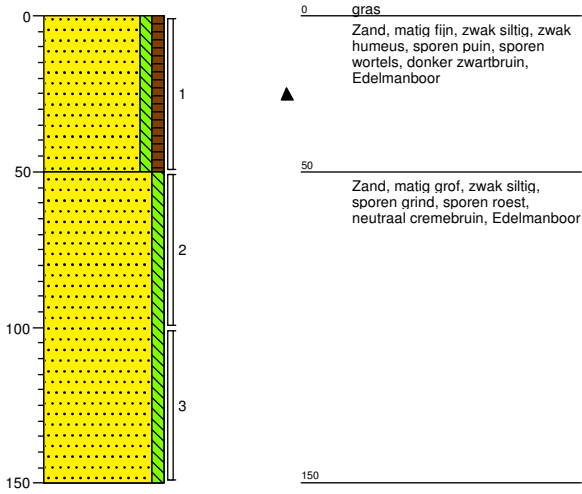 0
50
100
150
1
2
3
0
gras
Zand, matig fijn, zwak siltig, zwak
humeus, sporen puin, sporen
wortels, donker zwartbruin,
Edelmanboor
50
Zand, matig grof, zwak siltig,
sporen grind, sporen roest,
neutraal cremebruin, Edelmanboor
150